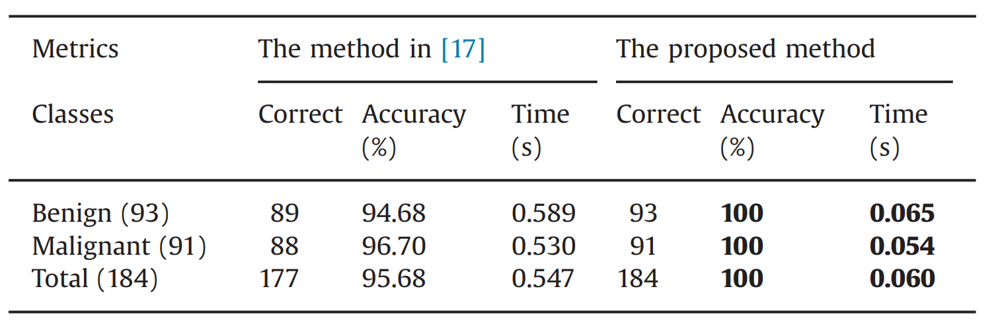 Metrics The method in [17] The proposed method
Classes Correct Accuracy Time Correct Accuracy Time
(%) (s) (%) (s)
Benign (93) 89 94.68 0.589 93 100 0.065
Malignant (91) 88 96.70 0.530 91 100 0.054
Total (184) 177 95.68 0.547 184 100 0.060